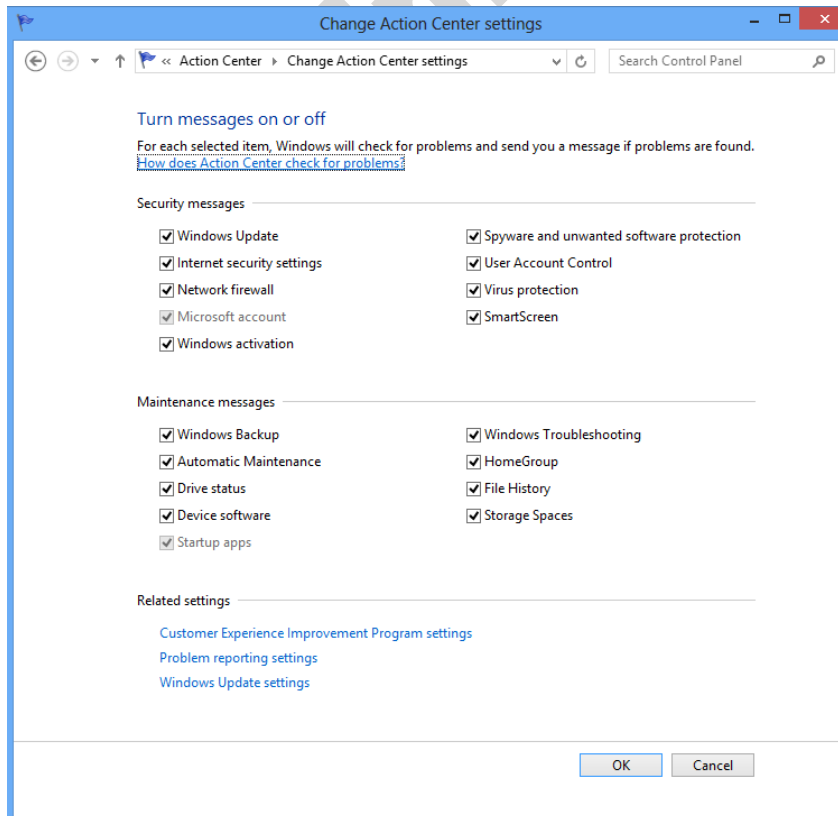 Change Action Center settings
« Action Center ▸ Change Action Center settings
Search Control Panel
Turn messages on or off
For each selected item, Windows will check for problems and send you a message if problems are found.
How does Action Center check for problems?
Security messages
Windows Update
Spyware and unwanted software protection
Internet security settings
User Account Control
Network firewall
Virus protection
Microsoft account
SmartScreen
Windows activation
Maintenance messages
Windows Backup
Windows Troubleshooting
Automatic Maintenance
HomeGroup
Drive status
File History
Device software
Storage Spaces
Startup apps
Related settings
Customer Experience Improvement Program settings
Problem reporting settings
Windows Update settings
OK
Cancel